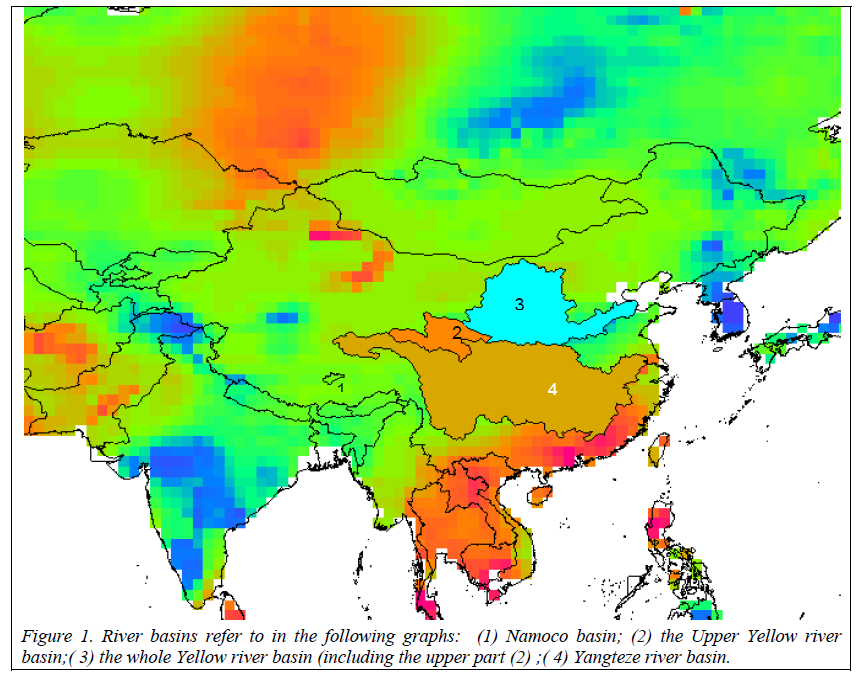 3
2
1
4
Figure 1. River basins refer to in the following graphs: (1) Namoco basin; (2) the Upper Yellow river
basin;( 3) the whole Yellow river basin (including the upper part (2) ;( 4) Yangteze river basin.